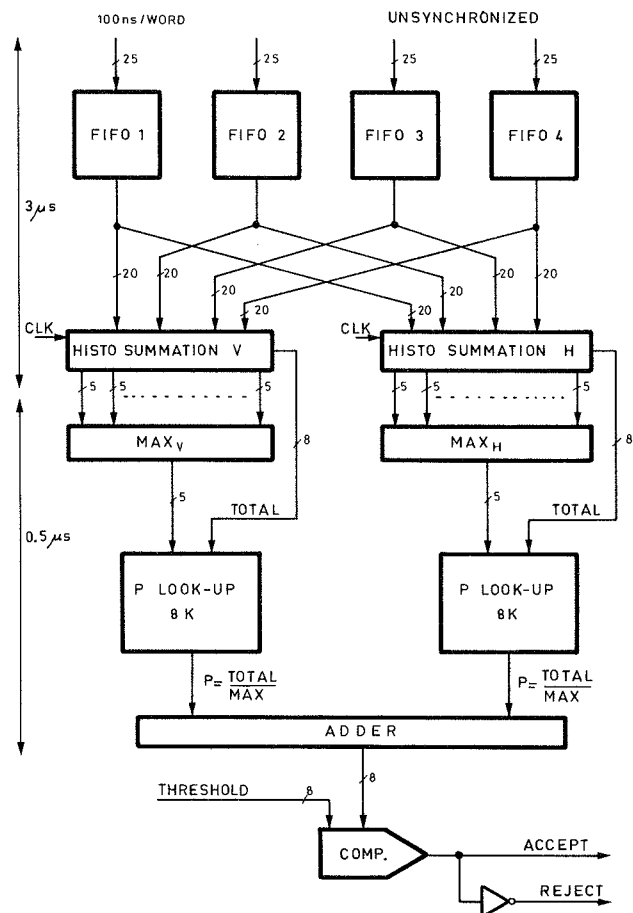 100ns/WORD UNSYNCHRONIZED
25 25 25 25
FIFO 1 FIFO 2 FIFO 3 FIFO 4
3µs
20 20 20 20 20 20 20 20
CLK CLK
HISTO SUMMATION V HISTO SUMMATION H
5 5 5 5 5 5
8 8
MAXV MAXH
5 5
TOTAL TOTAL
0.5µs
P LOOK-UP P LOOK-UP
8K 8K
P= TOTAL P= TOTAL
MAX MAX
ADDER
8
THRESHOLD 8
COMP.
ACCEPT
REJECT